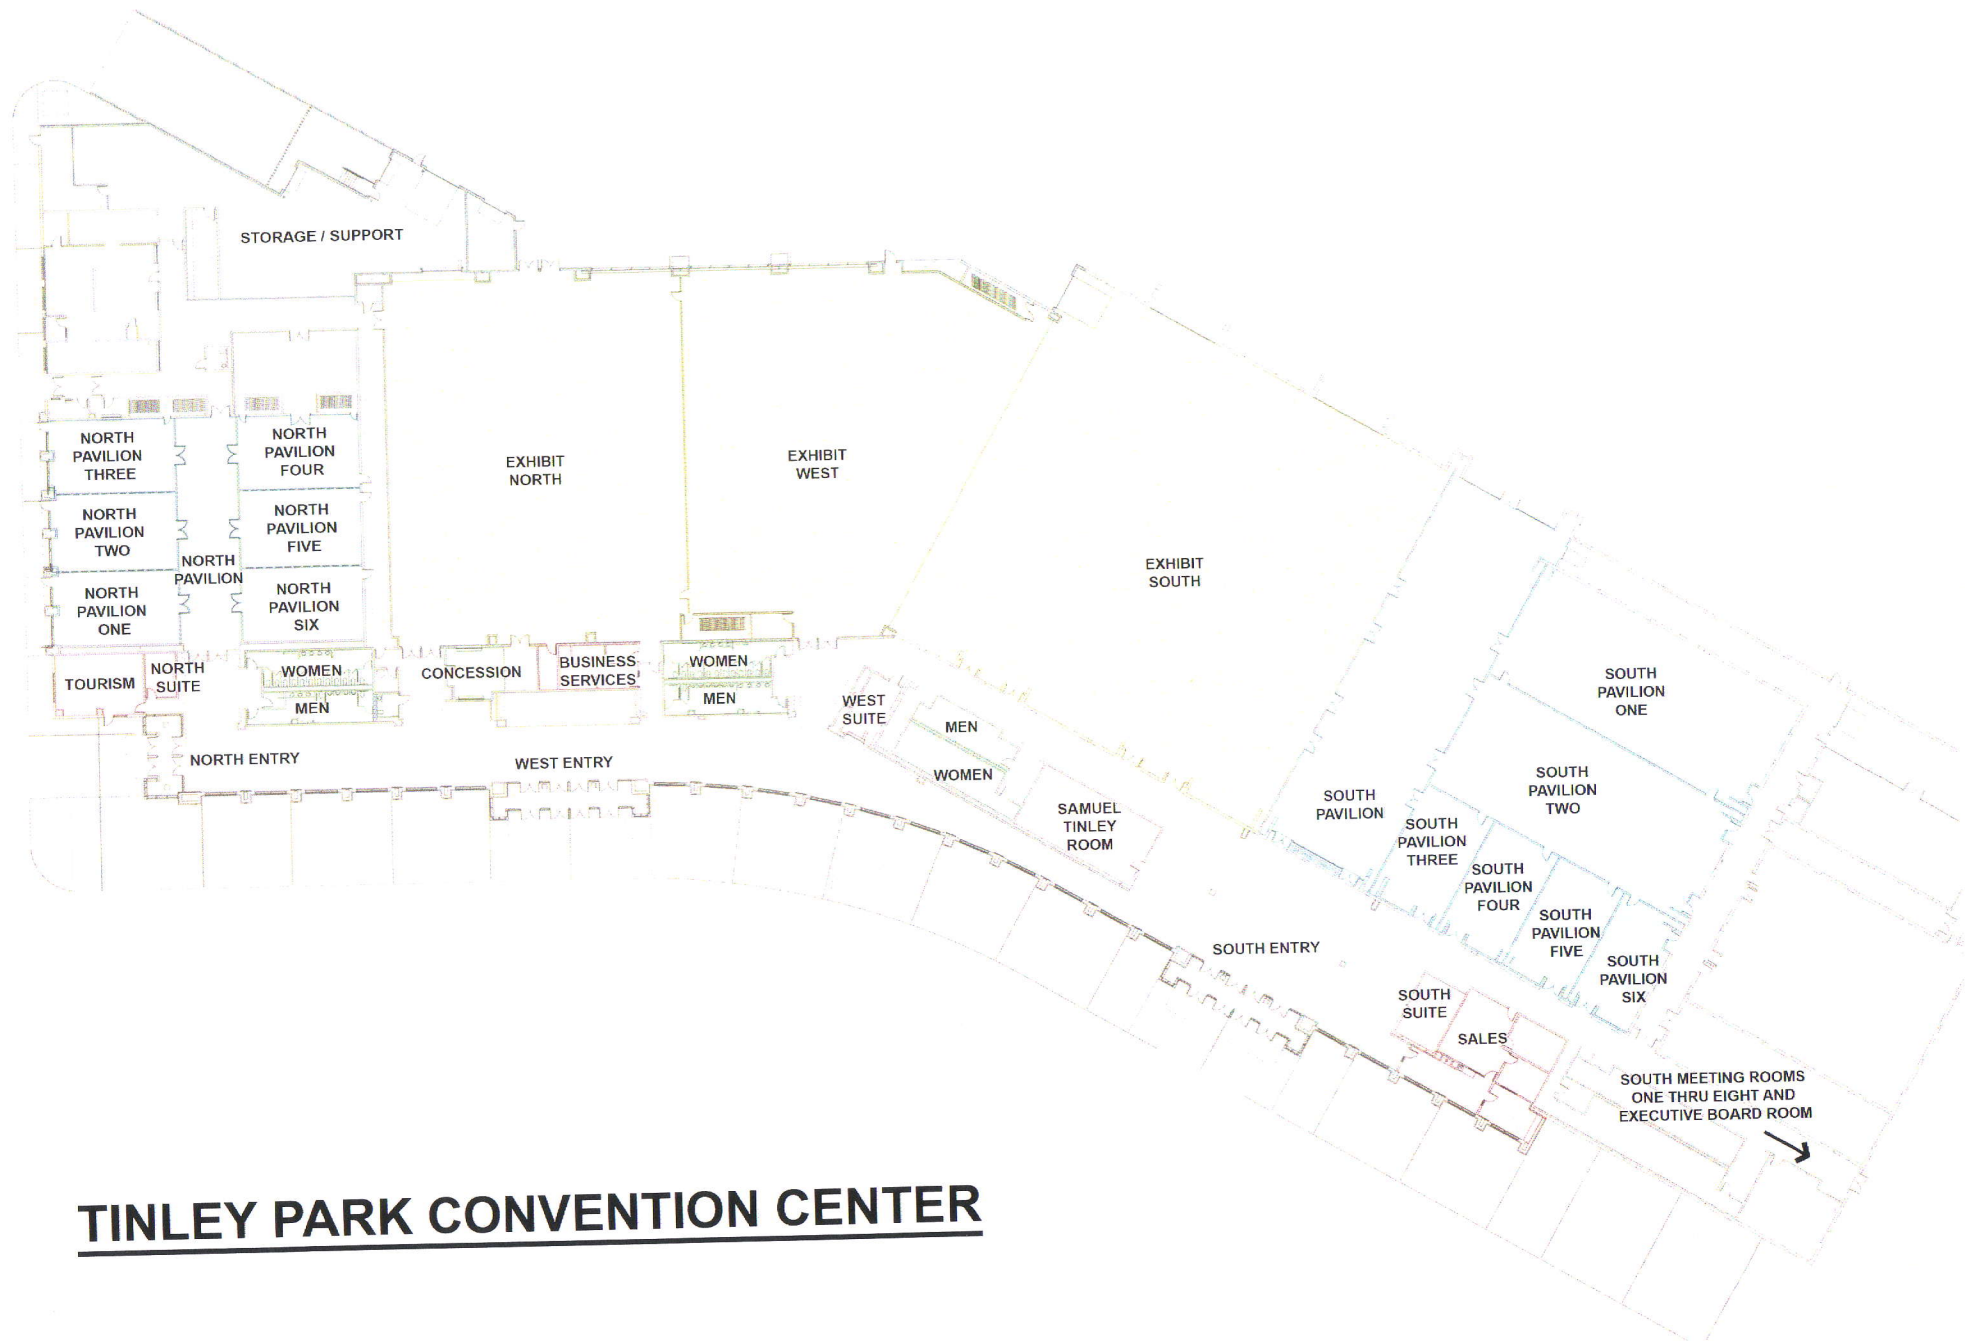 STORAGE / SUPPORT
NORTH
PAVILION
THREE
NORTH
PAVILION
FOUR
NORTH
PAVILION
TWO
NORTH
PAVILION
FIVE
NORTH
PAVILION
NORTH
PAVILION
ONE
NORTH
PAVILION
SIX
EXHIBIT
NORTH
EXHIBIT
WEST
EXHIBIT
SOUTH
TOURISM
NORTH
SUITE
WOMEN
MEN
CONCESSION
BUSINESS
SERVICES
WOMEN
MEN
NORTH ENTRY
WEST ENTRY
WEST
SUITE
MEN
WOMEN
SAMUEL
TINLEY
ROOM
SOUTH
PAVILION
SOUTH
PAVILION
ONE
SOUTH
PAVILION
TWO
SOUTH
PAVILION
THREE
SOUTH
PAVILION
FOUR
SOUTH
PAVILION
FIVE
SOUTH
PAVILION
SIX
SOUTH ENTRY
SOUTH
SUITE
SALES
SOUTH MEETING ROOMS
ONE THRU EIGHT AND
EXECUTIVE BOARD ROOM
TINLEY PARK CONVENTION CENTER